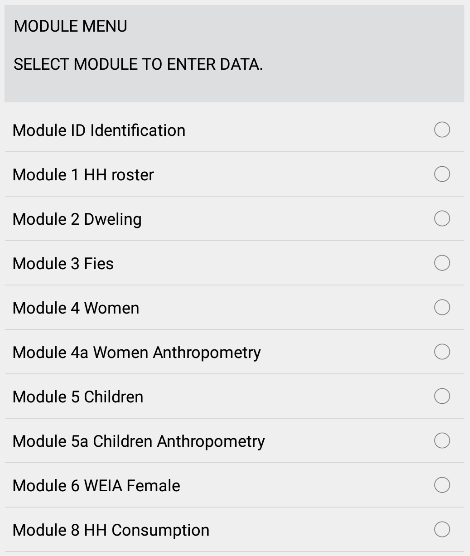 MODULE MENU
SELECT MODULE TO ENTER DATA.
Module ID Identification
Module 1 HH roster
Module 2 Dweling
Module 3 Fies
Module 4 Women
Module 4a Women Anthropometry
Module 5 Children
Module 5a Children Anthropometry
Module 6 WEIA Female
Module 8 HH Consumption